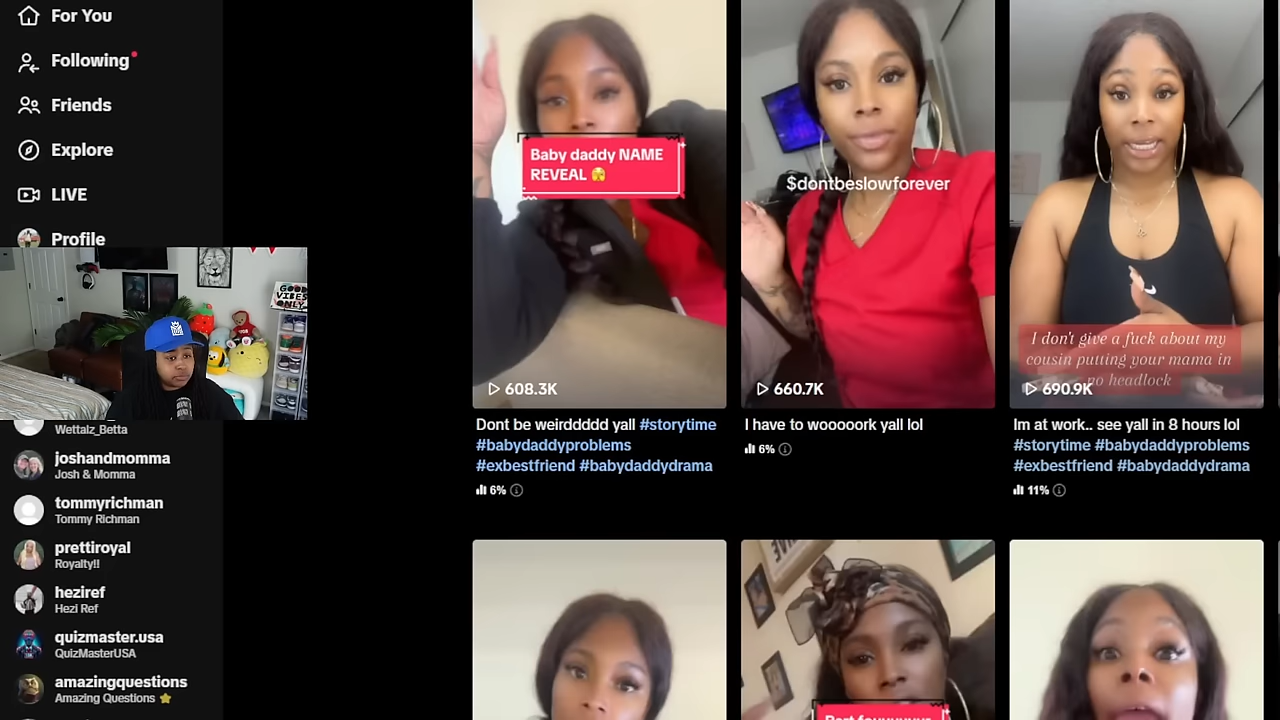 For You
Following
Friends
Explore
LIVE
Profile
GOOD
VIBES
ONLY
Wettalz_Betta
joshandmomma
Josh & Momma
tommyrichman
Tommy Richman
prettiroyal
Royalty!!
heziref
Hezi Ref
quizmaster.usa
QuizMasterUSA
amazingquestions
Amazing Questions ⭐
Baby daddy NAME
REVEAL 🫣
608.3K
Dont be weirddddd yall #storytime
#babydaddyproblems
#exbestfriend #babydaddydrama
6%
$dontbeslowforever
660.7K
I have to wooooork yall lol
6%
I don't give a fuck about my
cousin putting your mama in
no headlock
690.9K
Im at work.. see yall in 8 hours lol
#storytime #babydaddyproblems
#exbestfriend #babydaddydrama
11%